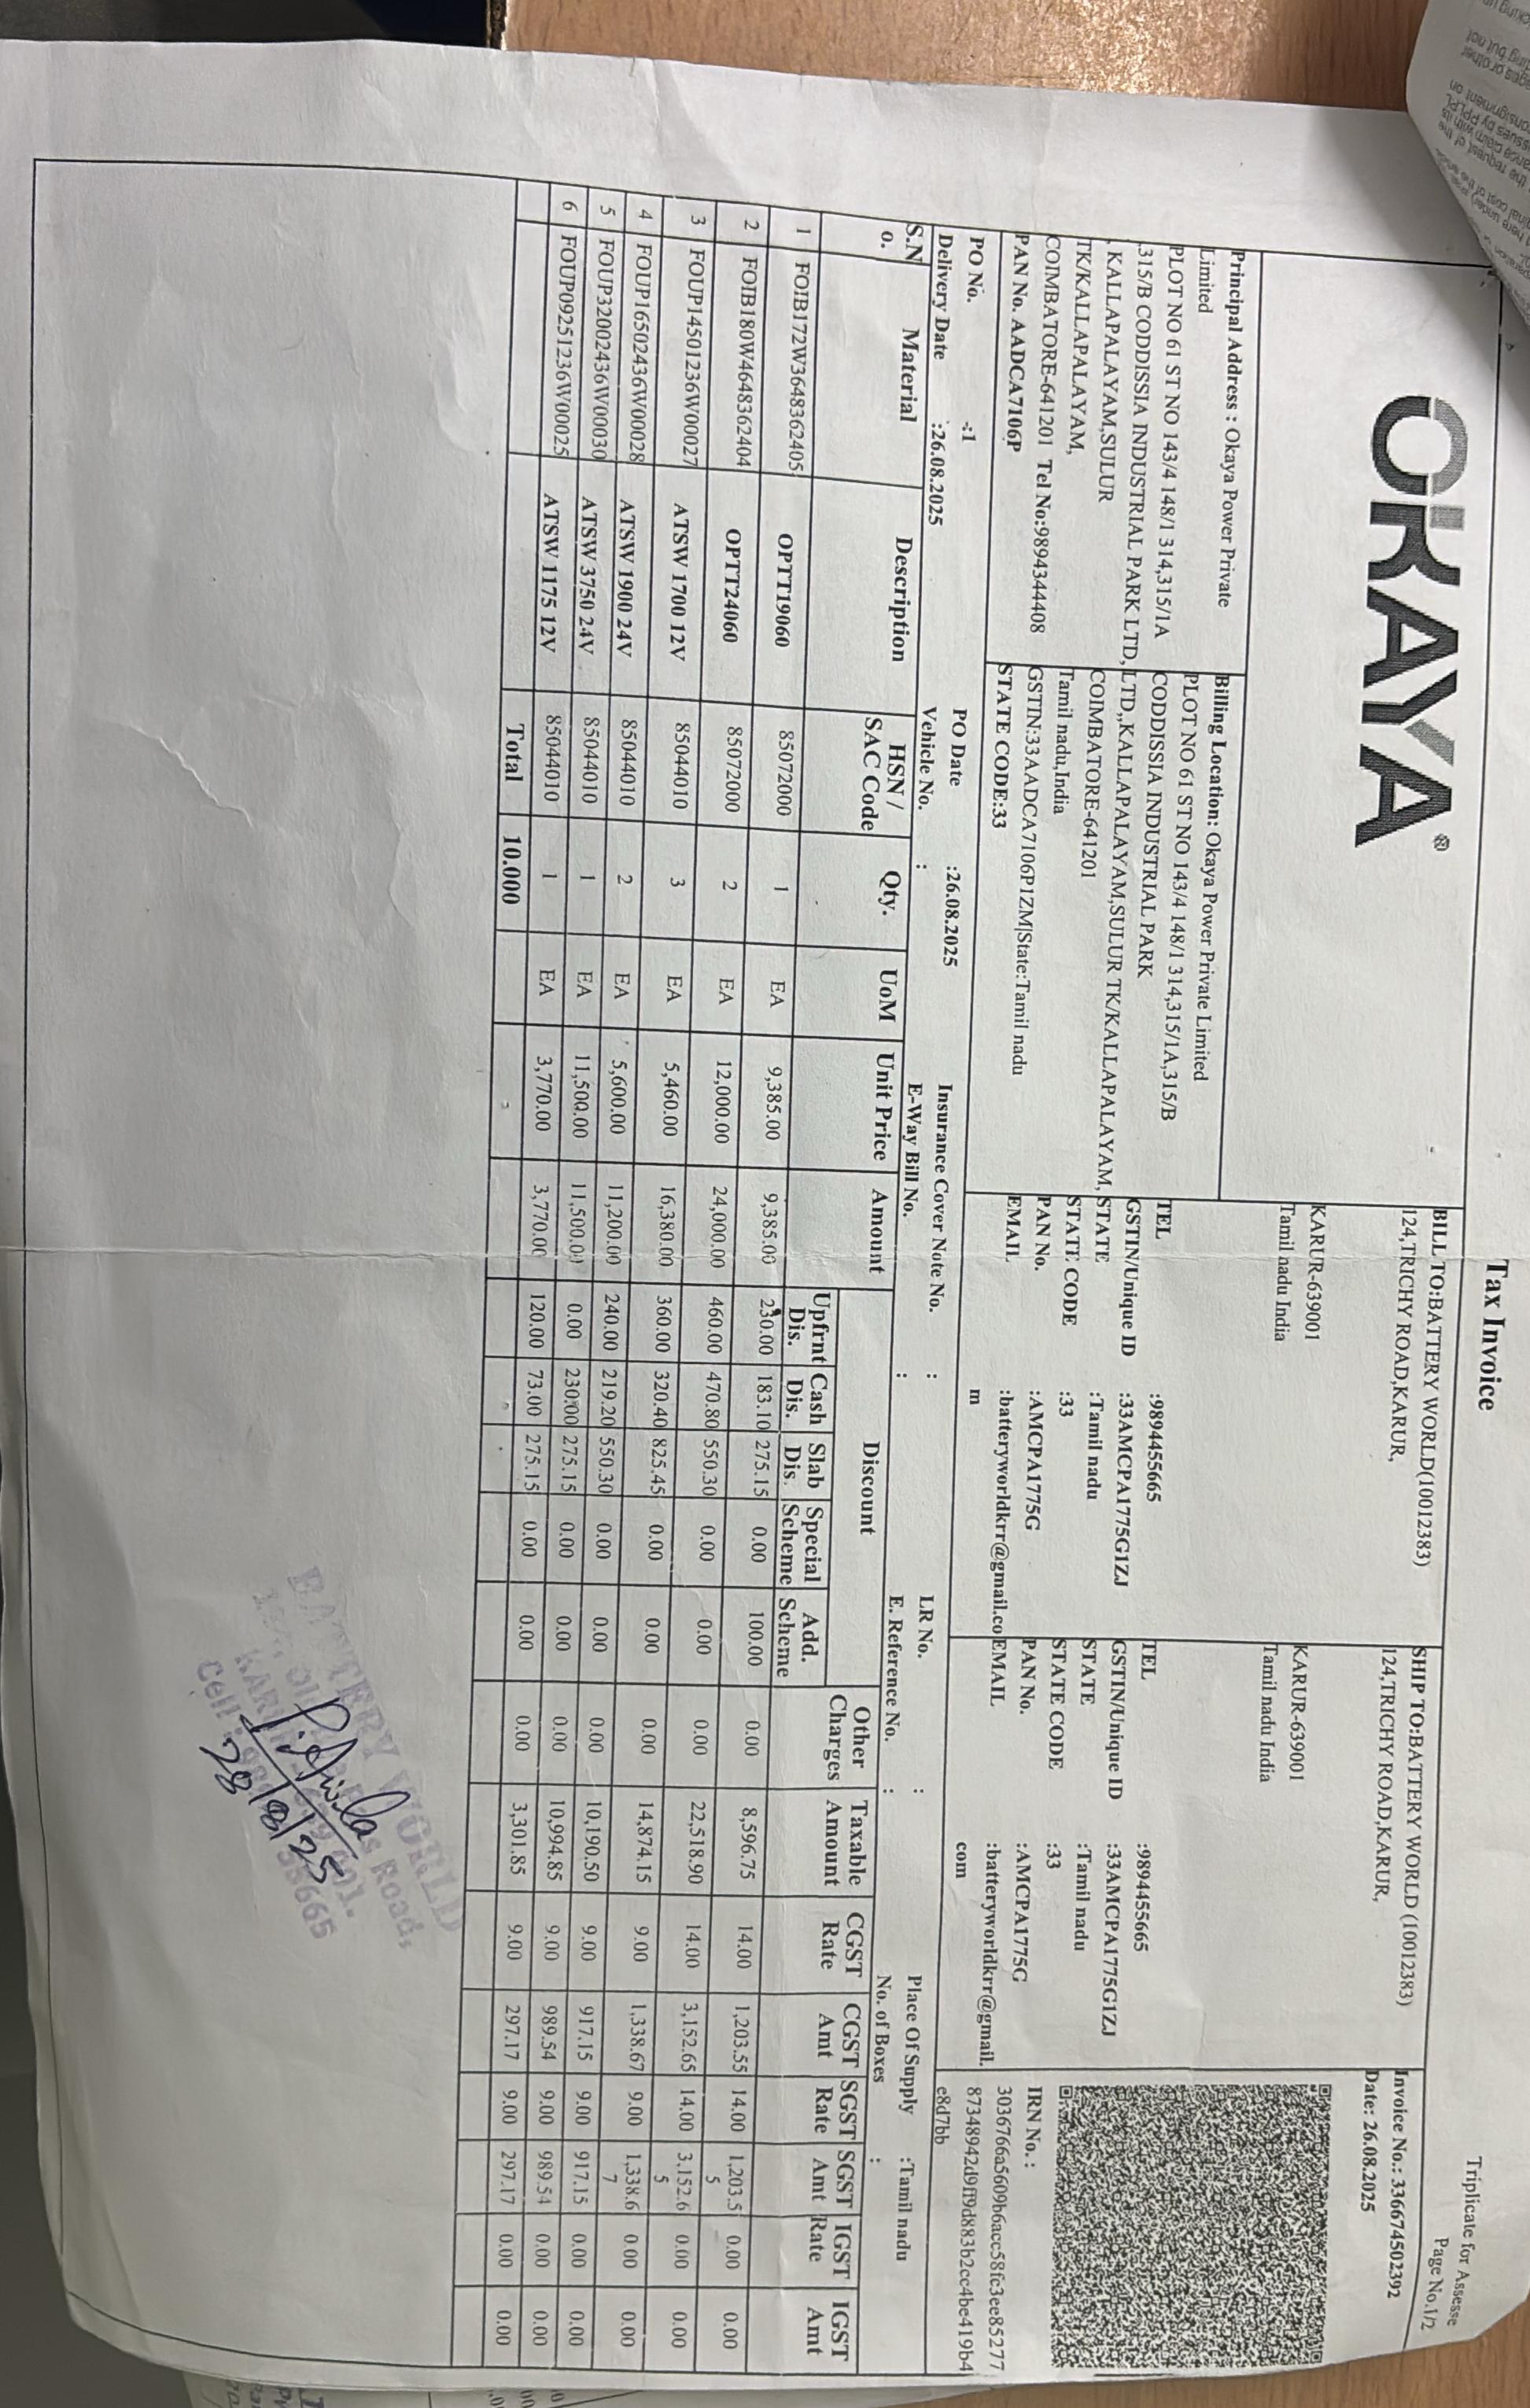 Tax Invoice
Triplicate for Assesse
Page No.1/2
OKAYA®
Principal Address : Okaya Power Private
Limited
PLOT NO 61 ST NO 143/4 148/1 314,315/1A
,315/B CODDISSIA INDUSTRIAL PARK LTD,
, KALLAPALAYAM,SULUR
TK/KALLAPALAYAM,
COIMBATORE-641201 Tel No:9894344408
PAN No. AADCA7106P
Billing Location: Okaya Power Private Limited
PLOT NO 61 ST NO 143/4 148/1 314,315/1A,315/B
CODDISSIA INDUSTRIAL PARK
LTD,,KALLAPALAYAM,SULUR TK/KALLAPALAYAM,
COIMBATORE-641201
Tamil nadu,India
GSTIN:33AADCA7106P1ZM|State:Tamil nadu
STATE CODE:33
BILL TO:BATTERY WORLD(10012383)
124,TRICHY ROAD,KARUR,
KARUR-639001
Tamil nadu India
TEL :9894455665
GSTIN/Unique ID :33AMCPA1775G1ZJ
STATE :Tamil nadu
STATE CODE :33
PAN No. :AMCPA1775G
EMAIL :batteryworldkrr@gmail.co
m
SHIP TO:BATTERY WORLD (10012383)
124,TRICHY ROAD,KARUR,
KARUR-639001
Tamil nadu India
TEL :9894455665
GSTIN/Unique ID :33AMCPA1775G1ZJ
STATE :Tamil nadu
STATE CODE :33
PAN No. :AMCPA1775G
EMAIL :batteryworldkrr@gmail.
com
Invoice No.: 336674502392
Date: 26.08.2025
IRN No. :
3036766a5609b6acc58fc3ee85277
87348942d9ff9d883b2cc4be419b4
e8d7bb
PO No. -:1 PO Date :26.08.2025 Insurance Cover Note No. : LR No. : Place Of Supply :Tamil nadu
Delivery Date :26.08.2025 Vehicle No. : E-Way Bill No. : E. Reference No. : No. of Boxes :
S.No. Material Description HSN / SAC Code Qty. UoM Unit Price Amount Discount Upfrnt Dis. Cash Dis. Slab Dis. Special Scheme Add. Scheme Other Charges Taxable Amount CGST Rate CGST Amt SGST Rate SGST Amt IGST Rate IGST Amt
1 FOIB172W3648362405 OPTT19060 85072000 1 EA 9,385.00 9,385.00 230.00 183.10 275.15 0.00 100.00 0.00 8,596.75 14.00 1,203.55 14.00 1,203.55 0.00 0.00
2 FOIB180W4648362404 OPTT24060 85072000 2 EA 12,000.00 24,000.00 460.00 470.80 550.30 0.00 0.00 0.00 22,518.90 14.00 3,152.65 14.00 3,152.65 0.00 0.00
3 FOUP14501236W00027 ATSW 1700 12V 85044010 3 EA 5,460.00 16,380.00 360.00 320.40 825.45 0.00 0.00 0.00 14,874.15 9.00 1,338.67 9.00 1,338.67 0.00 0.00
4 FOUP16502436W00028 ATSW 1900 24V 85044010 2 EA 5,600.00 11,200.00 240.00 219.20 550.30 0.00 0.00 0.00 10,190.50 9.00 917.15 9.00 917.15 0.00 0.00
5 FOUP32002436W00030 ATSW 3750 24V 85044010 1 EA 11,500.00 11,500.00 0.00 230.00 275.15 0.00 0.00 0.00 10,994.85 9.00 989.54 9.00 989.54 0.00 0.00
6 FOUP09251236W00025 ATSW 1175 12V 85044010 1 EA 3,770.00 3,770.00 120.00 73.00 275.15 0.00 0.00 0.00 3,301.85 9.00 297.17 9.00 297.17 0.00 0.00
Total 10.000
BATTERY WORLD
Road,
28/08/25